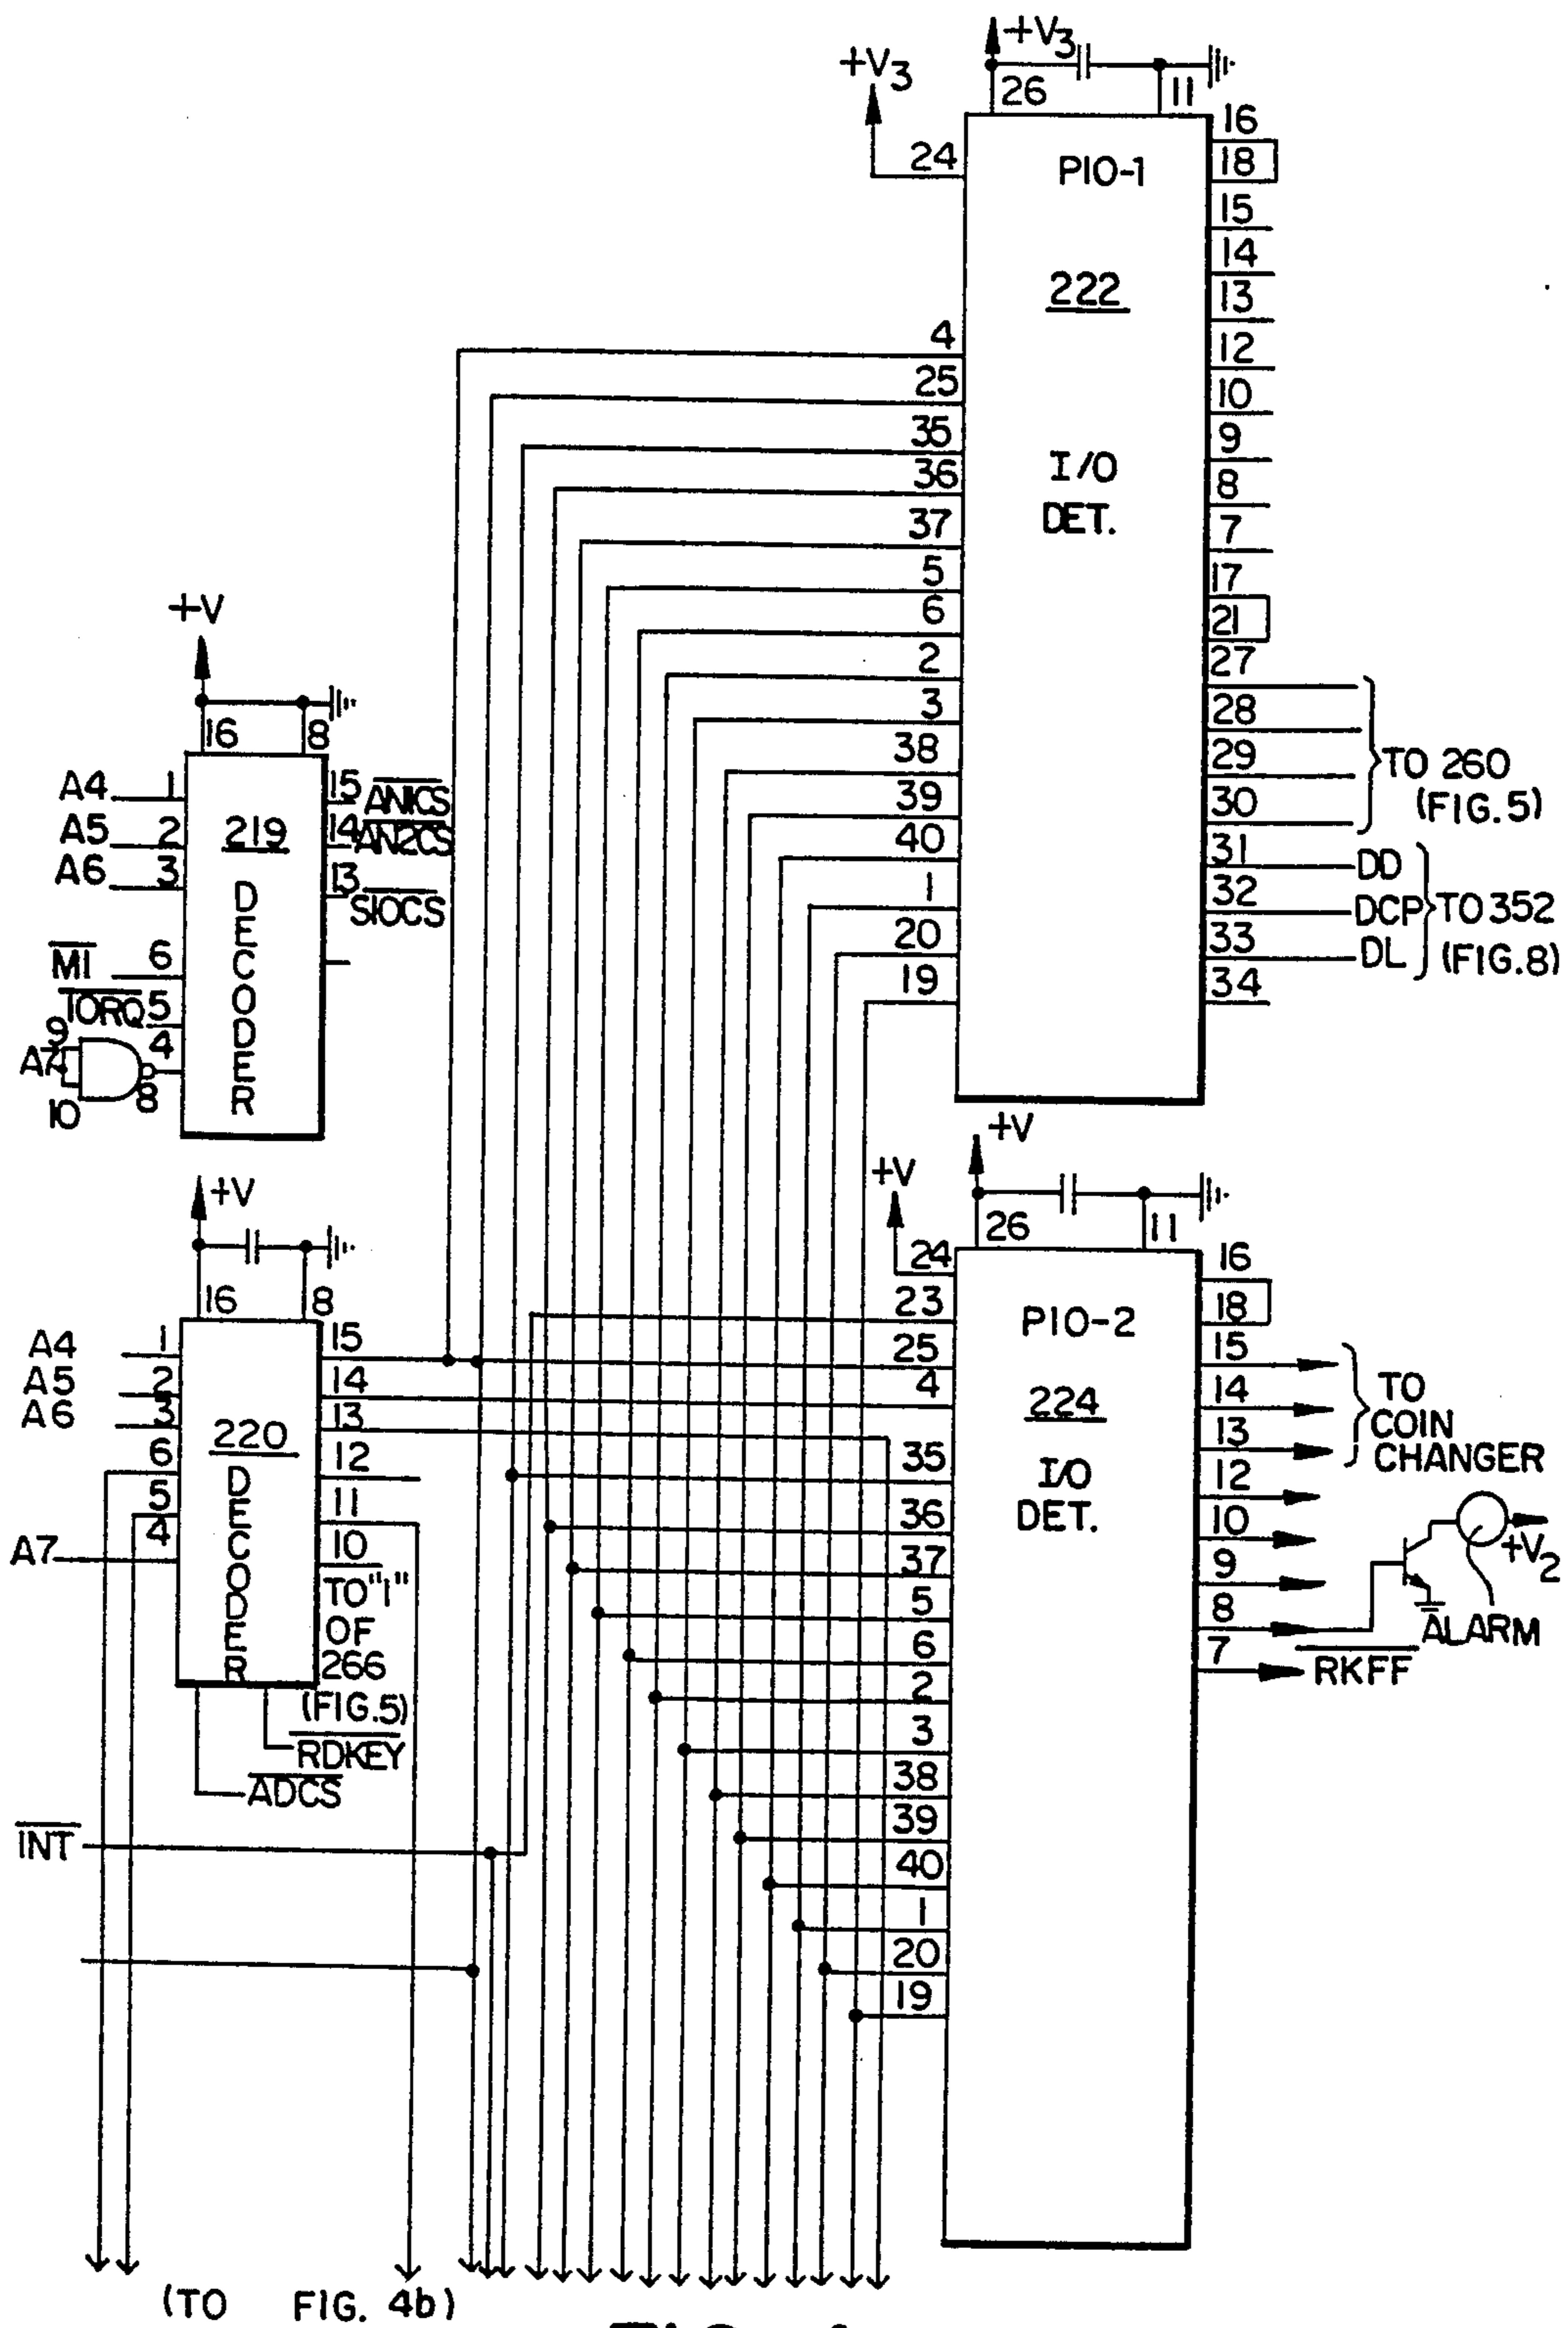 +V3
+V3
26
11
24
PIO-1
222
I/O
DET.
4
25
35
36
37
5
6
2
3
38
39
40
1
20
19
16
18
15
14
13
12
10
9
8
7
17
21
27
28
29
30
TO 260
(FIG.5)
31
DD
32
DCP
33
DL
TO 352
(FIG.8)
34
+V
16
8
A4
1
A5
2
A6
3
219
DECODER
15
AN1CS
14
AN2CS
13
SIOCS
MI
6
TORQ
5
9
A7
4
10
8
+V
16
8
A4
1
A5
2
A6
3
6
5
4
A7
220
DECODER
15
14
13
12
11
10
TO "1"
OF
266
(FIG.5)
RDKEY
ADCS
INT
+V
+V
26
11
24
23
25
4
35
36
37
5
6
2
3
38
39
40
1
20
19
PIO-2
224
I/O
DET.
16
18
15
14
13
TO
COIN
CHANGER
12
10
9
8
7
+V2
ALARM
RKFF
(TO FIG. 4b)